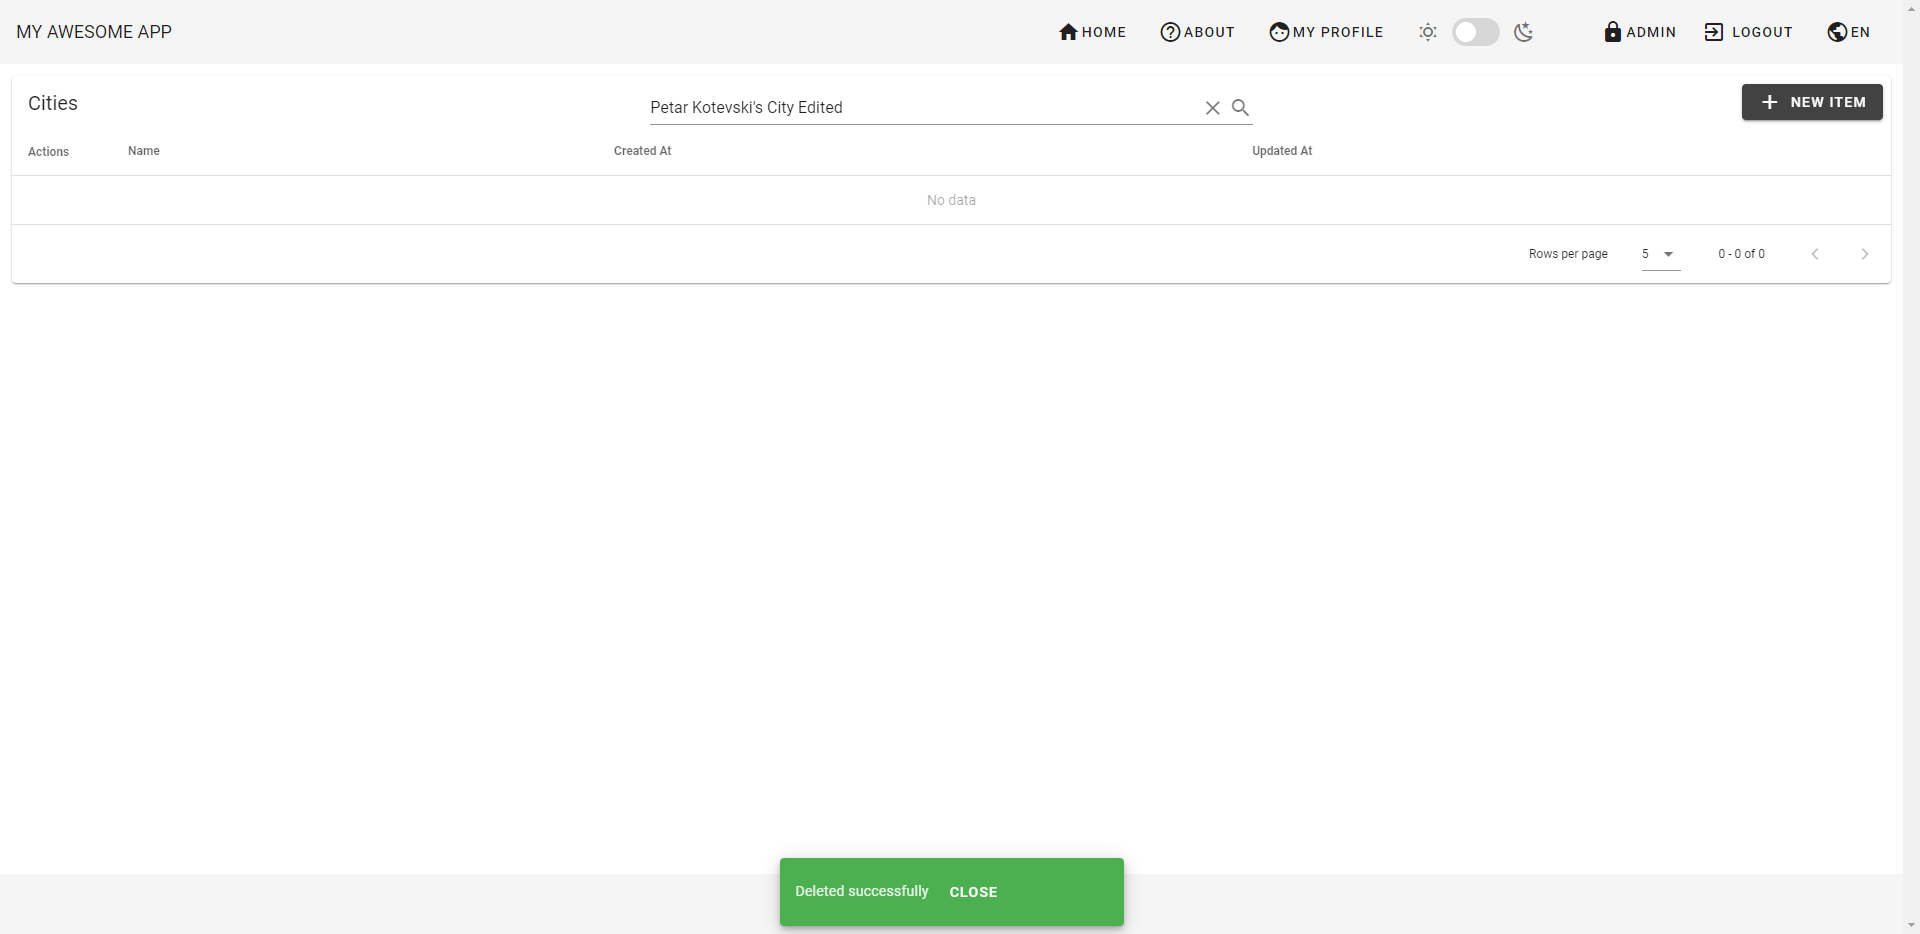 MY AWESOME APP HOME ABOUT MY PROFILE ADMIN LOGOUT EN
Cities Petar Kotevski's City Edited NEW ITEM
Actions Name Created At Updated At
No data
Rows per page 5 0 - 0 of 0
Deleted successfully CLOSE